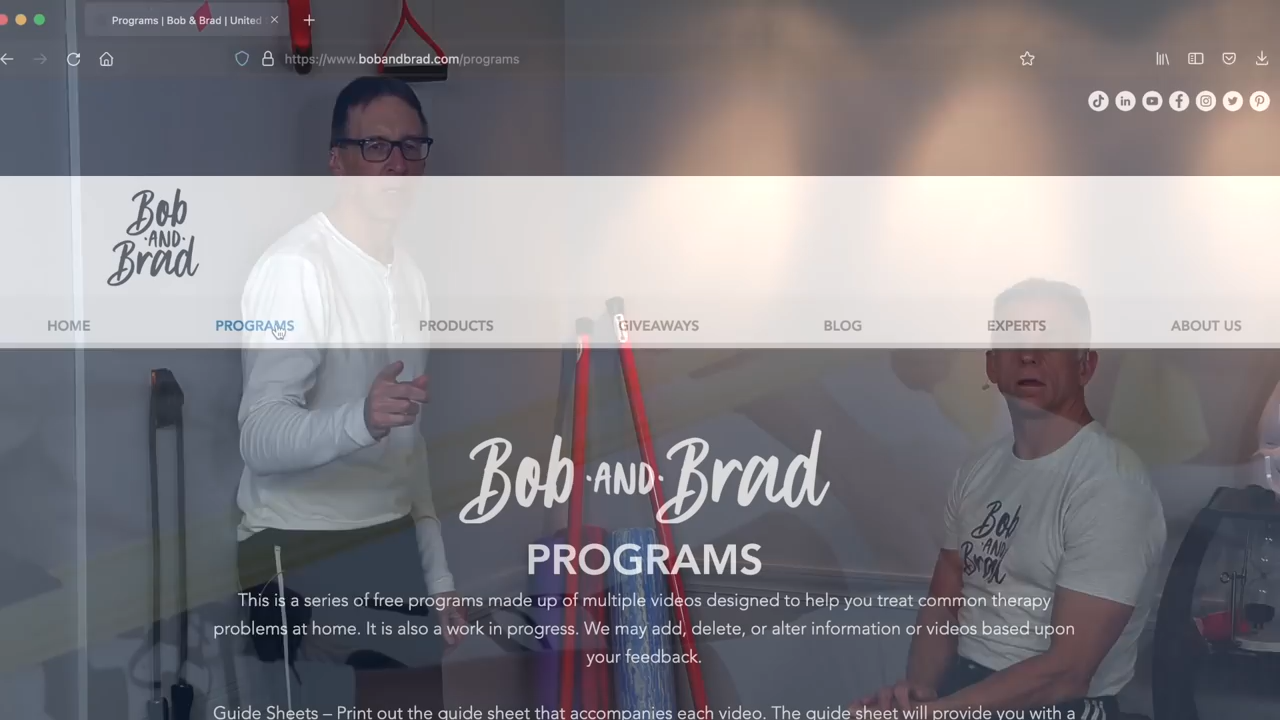 Programs | Bob & Brad | United
https://www.bobandbrad.com/programs
Bob
AND
Brad
HOME
PROGRAMS
PRODUCTS
GIVEAWAYS
BLOG
EXPERTS
ABOUT US
Bob AND Brad
PROGRAMS
This is a series of free programs made up of multiple videos designed to help you treat common therapy
problems at home. It is also a work in progress. We may add, delete, or alter information or videos based upon
your feedback.
Guide Sheets – Print out the guide sheet that accompanies each video. The guide sheet will provide you with a
Bob
AND
Brad